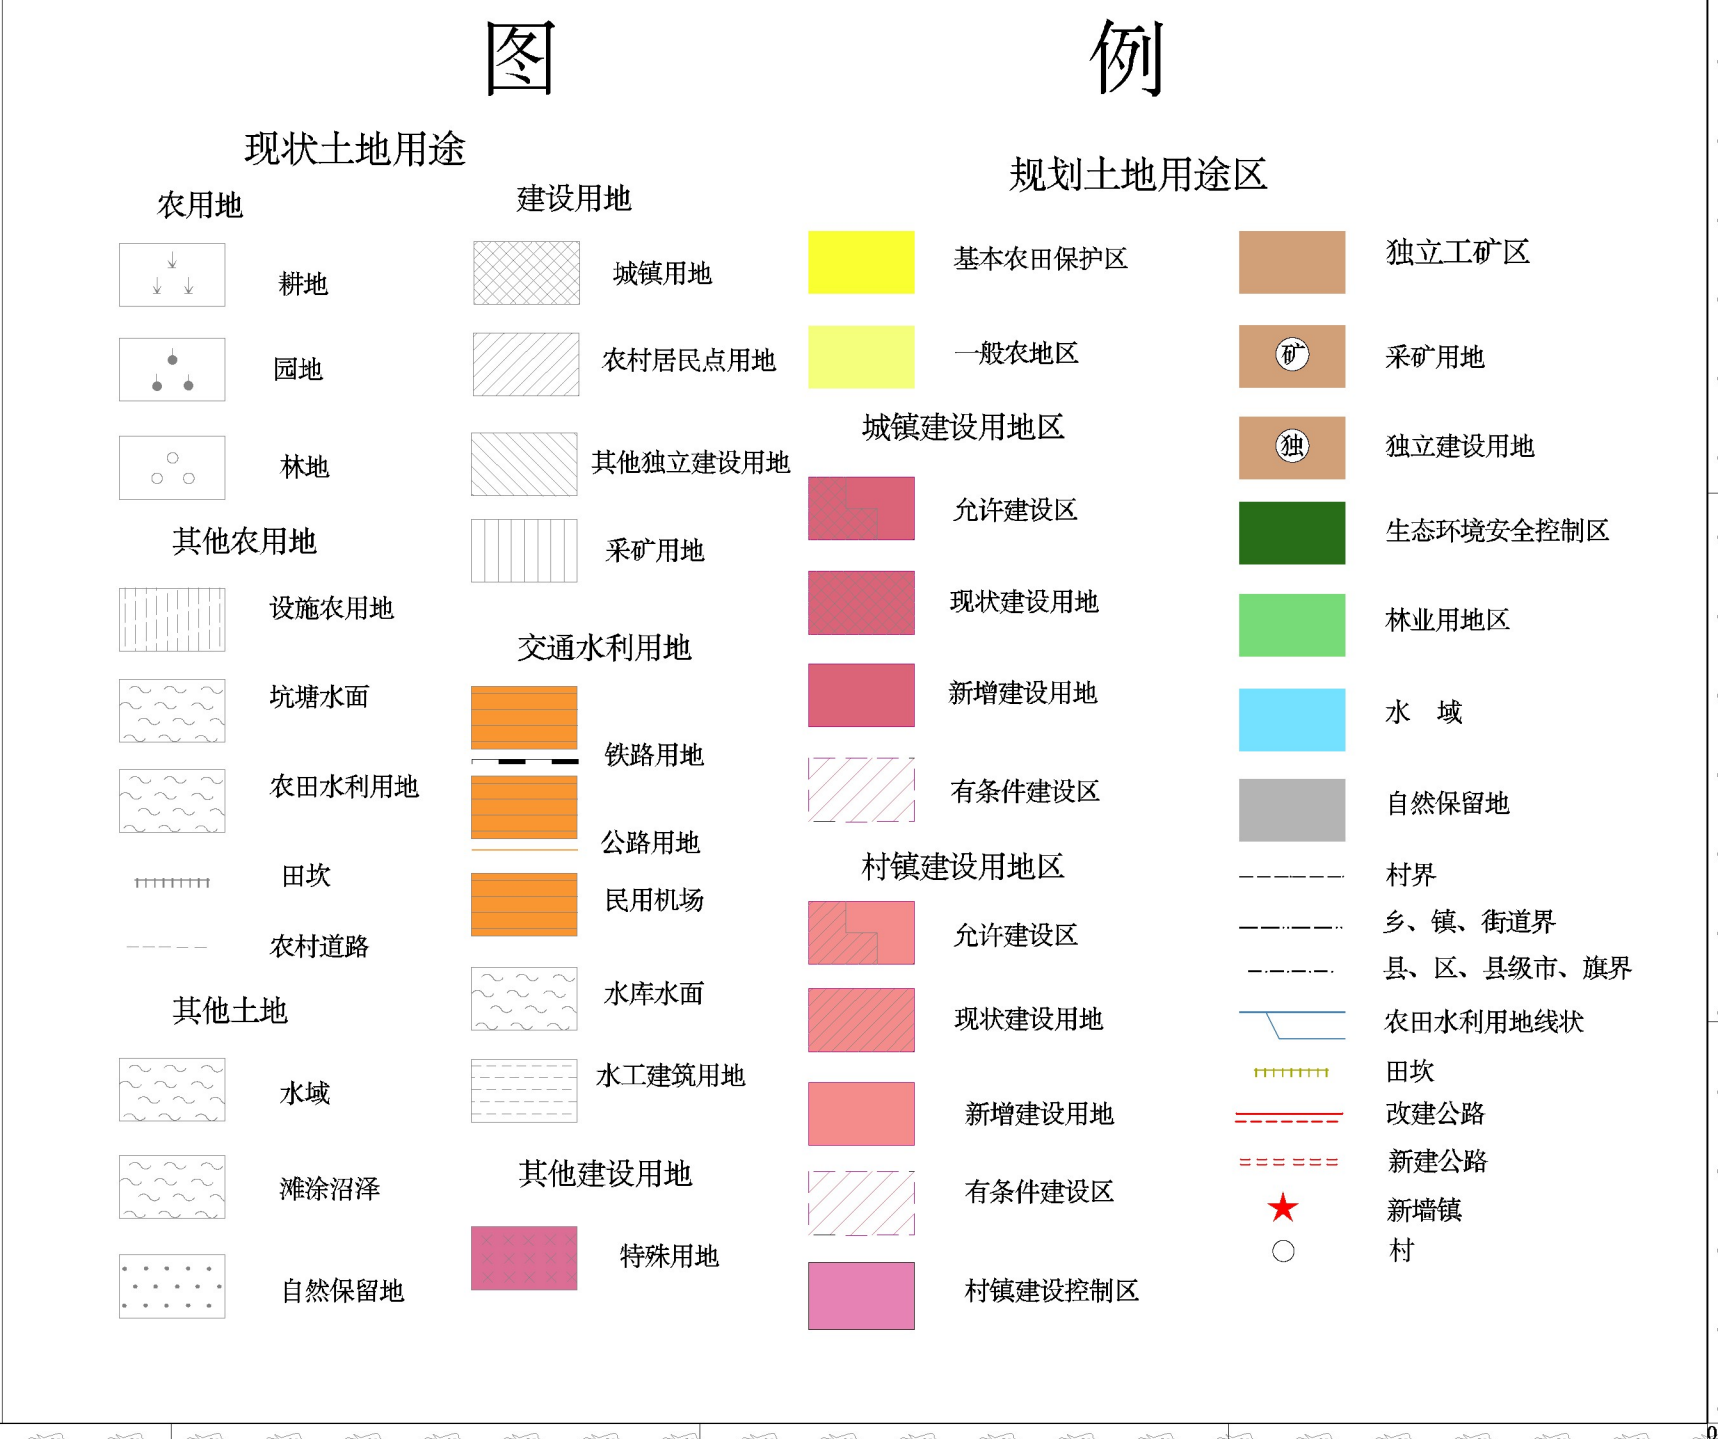 图 例
现状土地用途
农用地
耕地
园地
林地
其他农用地
设施农用地
坑塘水面
农田水利用地
田坎
农村道路
其他土地
水域
滩涂沼泽
自然保留地
建设用地
城镇用地
农村居民点用地
其他独立建设用地
采矿用地
交通水利用地
铁路用地
公路用地
民用机场
水库水面
水工建筑用地
其他建设用地
特殊用地
规划土地用途区
基本农田保护区
一般农地区
城镇建设用地区
允许建设区
现状建设用地
新增建设用地
有条件建设区
村镇建设用地区
允许建设区
现状建设用地
新增建设用地
有条件建设区
村镇建设控制区
独立工矿区
矿 采矿用地
独 独立建设用地
生态环境安全控制区
林业用地区
水 域
自然保留地
村界
乡、镇、街道界
县、区、县级市、旗界
农田水利用地线状
田坎
改建公路
新建公路
新墙镇
村
0